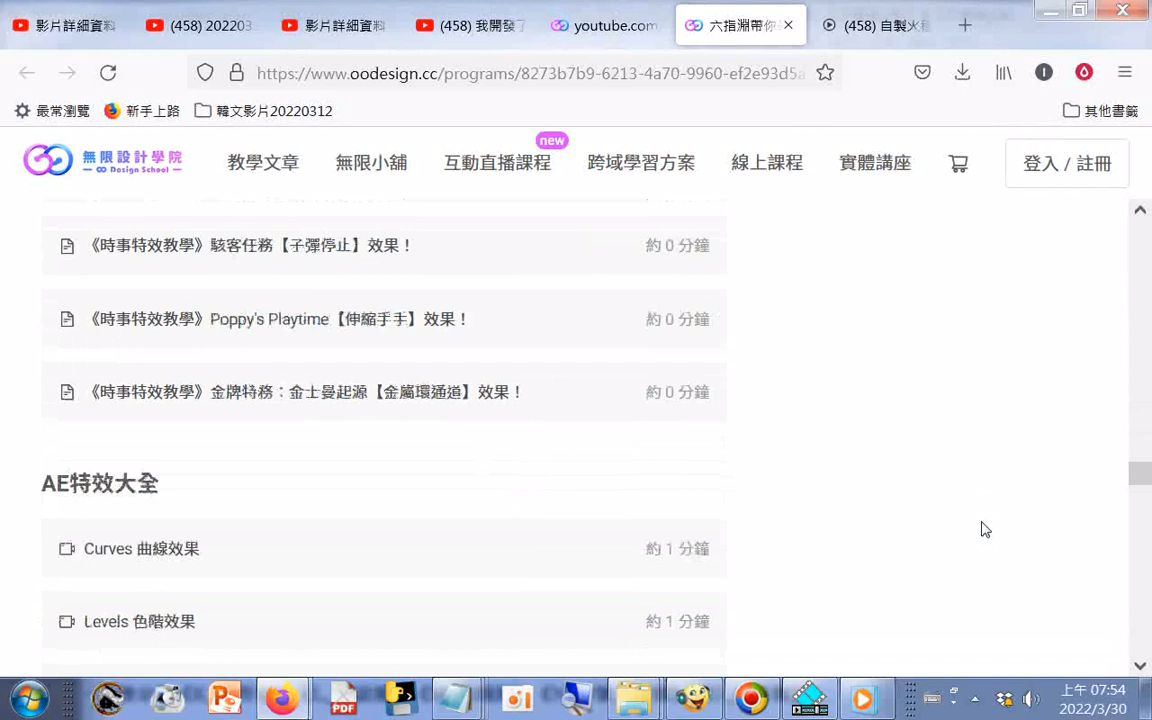 影片詳細資料
(458) 20220
影片詳細資料
(458) 我開發了
youtube.com
六指淵帶你
(458) 自製火
https://www.oodesign.cc/programs/8273b7b9-6213-4a70-9960-ef2e93d5a
最常瀏覽
新手上路
韓文影片20220312
其他書籤
無限設計學院
Design School
教學文章
無限小舖
互動直播課程
new
跨域學習方案
線上課程
實體講座
登入 / 註冊
《時事特效教學》駭客任務【子彈停止】效果！
約 0 分鐘
《時事特效教學》Poppy's Playtime【伸縮手手】效果！
約 0 分鐘
《時事特效教學》金牌特務：金士曼起源【金屬環通道】效果！
約 0 分鐘
AE特效大全
Curves 曲線效果
約 1 分鐘
Levels 色階效果
約 1 分鐘
上午 07:54
2022/3/30